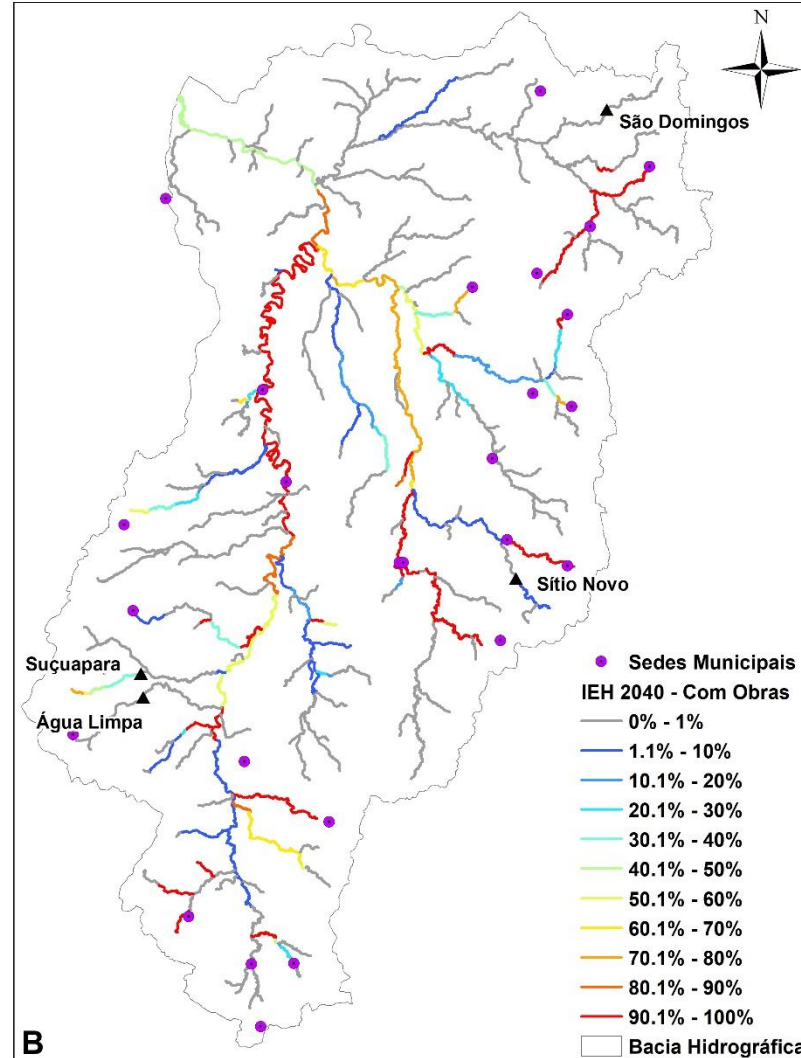 N
São Domingos
Sítio Novo
Suçuapara
Água Limpa
Sedes Municipais
IEH 2040 - Com Obras
0% - 1%
1.1% - 10%
10.1% - 20%
20.1% - 30%
30.1% - 40%
40.1% - 50%
50.1% - 60%
60.1% - 70%
70.1% - 80%
80.1% - 90%
90.1% - 100%
Bacia Hidrográfica
B